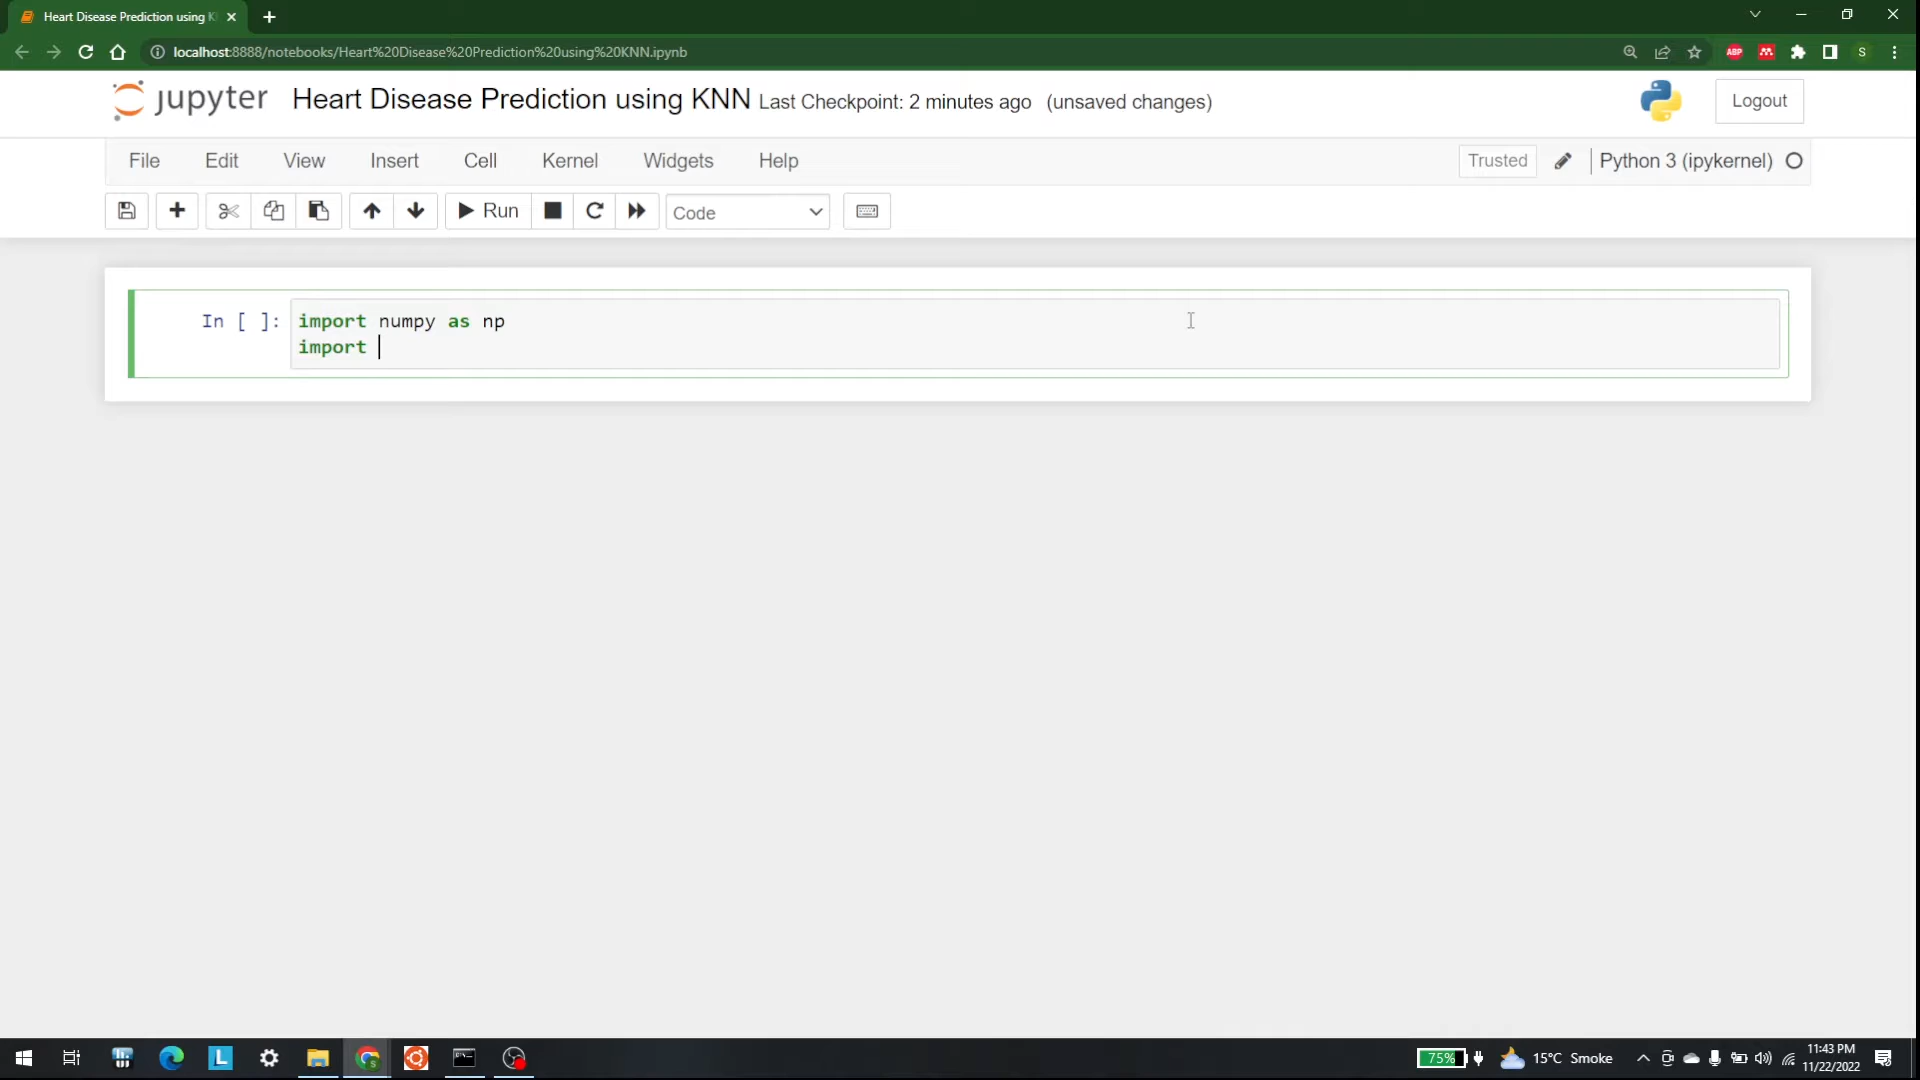 Heart Disease Prediction using K
localhost:8888/notebooks/Heart%20Disease%20Prediction%20using%20KNN.ipynb
ABP
S
jupyter Heart Disease Prediction using KNN Last Checkpoint: 2 minutes ago (unsaved changes)
Logout
File Edit View Insert Cell Kernel Widgets Help
Trusted Python 3 (ipykernel)
Run Code
In [ ]: import numpy as np
import
L
75% 15°C Smoke
11:43 PM
11/22/2022